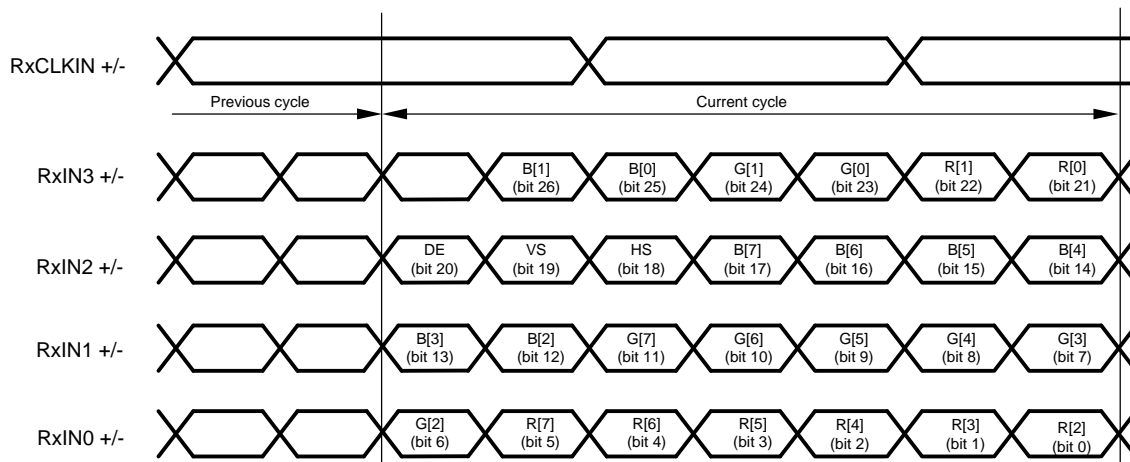 RxCLKIN +/-
Previous cycle
Current cycle
RxIN3 +/-
B[1]
(bit 26)
B[0]
(bit 25)
G[1]
(bit 24)
G[0]
(bit 23)
R[1]
(bit 22)
R[0]
(bit 21)
RxIN2 +/-
DE
(bit 20)
VS
(bit 19)
HS
(bit 18)
B[7]
(bit 17)
B[6]
(bit 16)
B[5]
(bit 15)
B[4]
(bit 14)
RxIN1 +/-
B[3]
(bit 13)
B[2]
(bit 12)
G[7]
(bit 11)
G[6]
(bit 10)
G[5]
(bit 9)
G[4]
(bit 8)
G[3]
(bit 7)
RxIN0 +/-
G[2]
(bit 6)
R[7]
(bit 5)
R[6]
(bit 4)
R[5]
(bit 3)
R[4]
(bit 2)
R[3]
(bit 1)
R[2]
(bit 0)